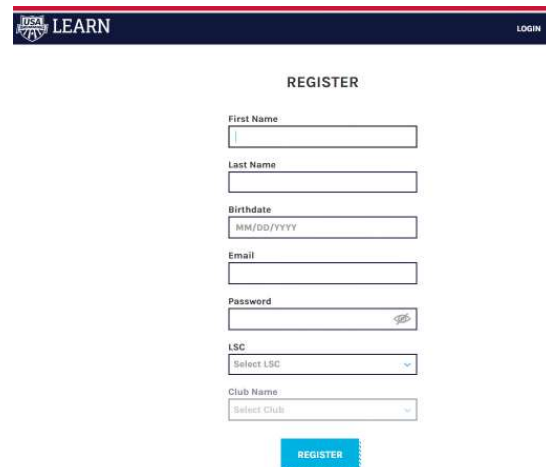 USA LEARN
LOGIN
REGISTER
First Name
Last Name
Birthdate
MM/DD/YYYY
Email
Password
LSC
Select LSC
Club Name
Select Club
REGISTER